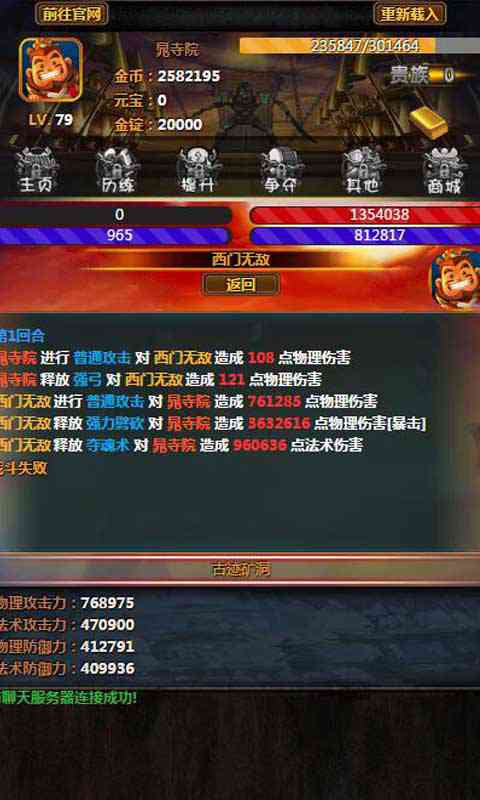 前往官网
重新载入
晁寺院
235847/301464
金币：2582195
贵族 0
元宝：0
LV. 79
金锭：20000
主页 历练 提升 争夺 其他 商城
0
1354038
965
812817
西门无敌
返回
第1回合
晁寺院 进行 普通攻击 对 西门无敌 造成 108 点物理伤害
晁寺院 释放 强弓 对 西门无敌 造成 121 点物理伤害
西门无敌 进行 普通攻击 对 晁寺院 造成 761285 点物理伤害
西门无敌 释放 强力劈砍 对 晁寺院 造成 3632616 点物理伤害[暴击]
西门无敌 释放 夺魂术 对 晁寺院 造成 960636 点法术伤害
战斗失败
古迹矿洞
物理攻击力：768975
法术攻击力：470900
物理防御力：412791
法术防御力：409936
聊天服务器连接成功!